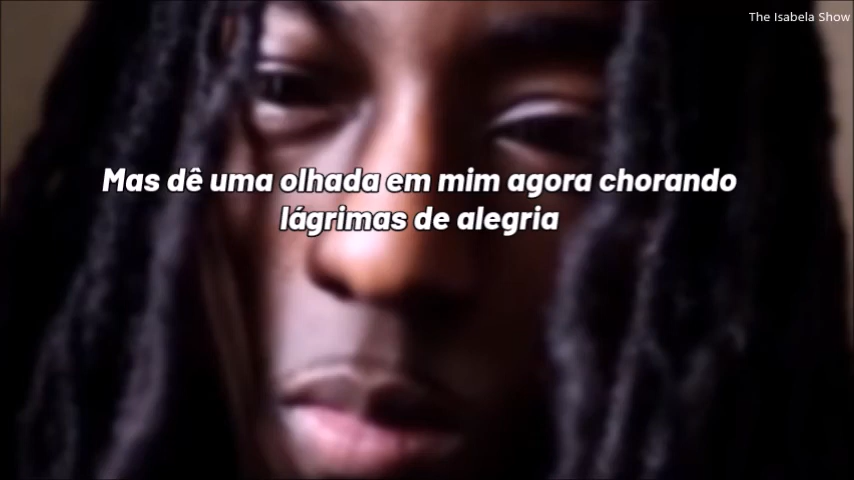 The Isabela Show
Mas dê uma olhada em mim agora chorando
lágrimas de alegria